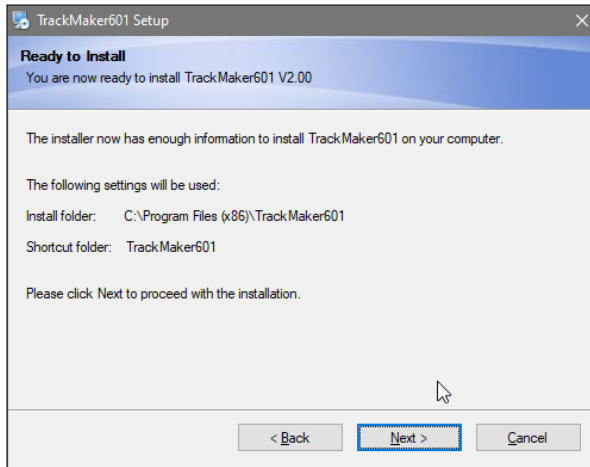 TrackMaker601 Setup
Ready to Install
You are now ready to install TrackMaker601 V2.00
The installer now has enough information to install TrackMaker601 on your computer.
The following settings will be used:
Install folder: C:\Program Files (x86)\TrackMaker601
Shortcut folder: TrackMaker601
Please click Next to proceed with the installation.
< Back Next > Cancel